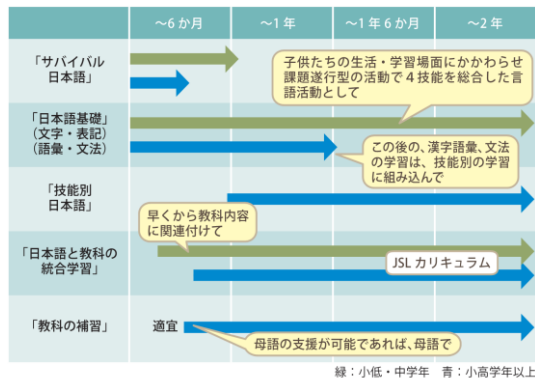 ～6 か月
～1 年
～1 年 6 か月
～2 年
「サバイバル
日本語」
子供たちの生活・学習場面にかかわらせ
課題遂行型の活動で 4 技能を総合した言
語活動として
「日本語基礎」
（文字・表記）
（語彙・文法）
この後の、漢字語彙、文法
の学習は、技能別の学習
に組み込んで
「技能別
日本語」
早くから教科内容
に関連付けて
「日本語と教科の
統合学習」
JSL カリキュラム
「教科の補習」
適宜
母語の支援が可能であれば、母語で
緑：小低・中学年　青：小高学年以上